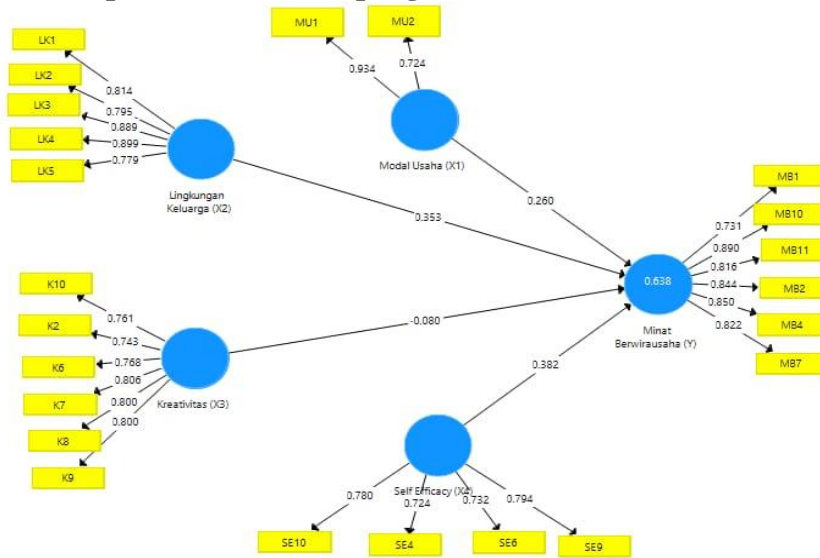 LK1
LK2
LK3
LK4
LK5
0.814
0.795
0.889
0.899
0.779
Lingkungan
Keluarga (X2)
MU1
MU2
0.934
0.724
Modal Usaha (X1)
0.260
0.353
-0.080
0.382
K10
K2
K6
K7
K8
K9
0.761
0.743
0.768
0.806
0.800
0.800
Kreativitas (X3)
Self Efficacy (X4)
0.780
0.724
0.732
0.794
SE10
SE4
SE6
SE9
0.638
Minat
Berwirausaha (Y)
0.731
0.890
0.816
0.844
0.850
0.822
MB1
MB10
MB11
MB2
MB4
MB7